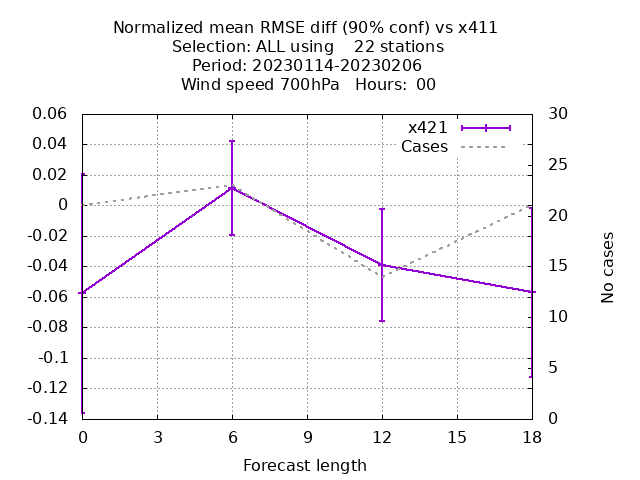 Normalized mean RMSE diff (90% conf) vs x411
Selection: ALL using    22 stations
Period: 20230114-20230206
Wind speed 700hPa   Hours:  00
x421
Cases
0.06
0.04
0.02
0
-0.02
-0.04
-0.06
-0.08
-0.1
-0.12
-0.14
30
25
20
15
10
5
0
No cases
0 3 6 9 12 15 18
Forecast length